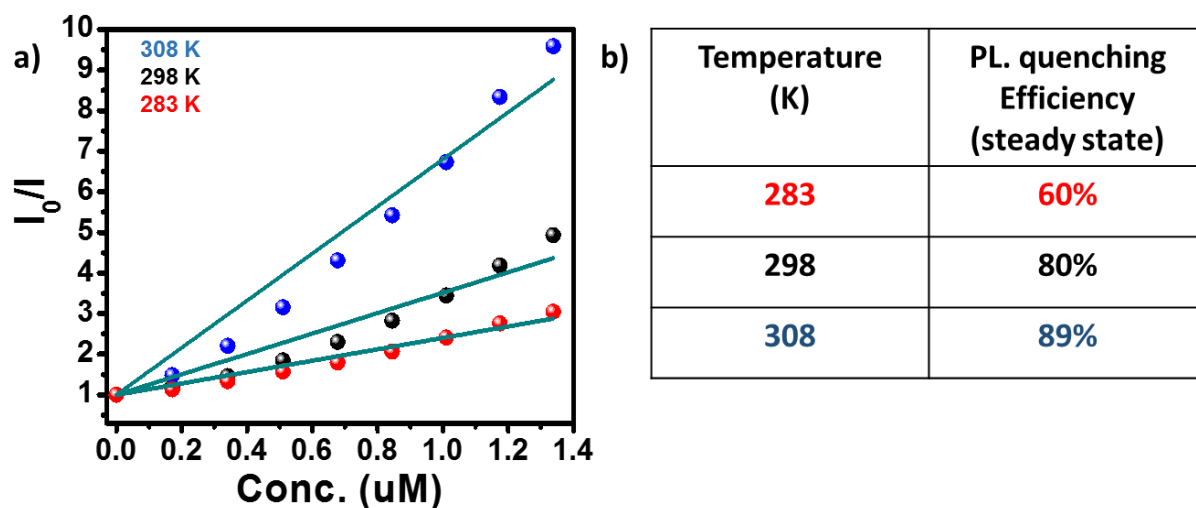 a)
308 K
298 K
283 K
I0/I
10
9
8
7
6
5
4
3
2
1
0.0 0.2 0.4 0.6 0.8 1.0 1.2 1.4
Conc. (uM)
b)
Temperature
(K)
PL. quenching
Efficiency
(steady state)
283 60%
298 80%
308 89%